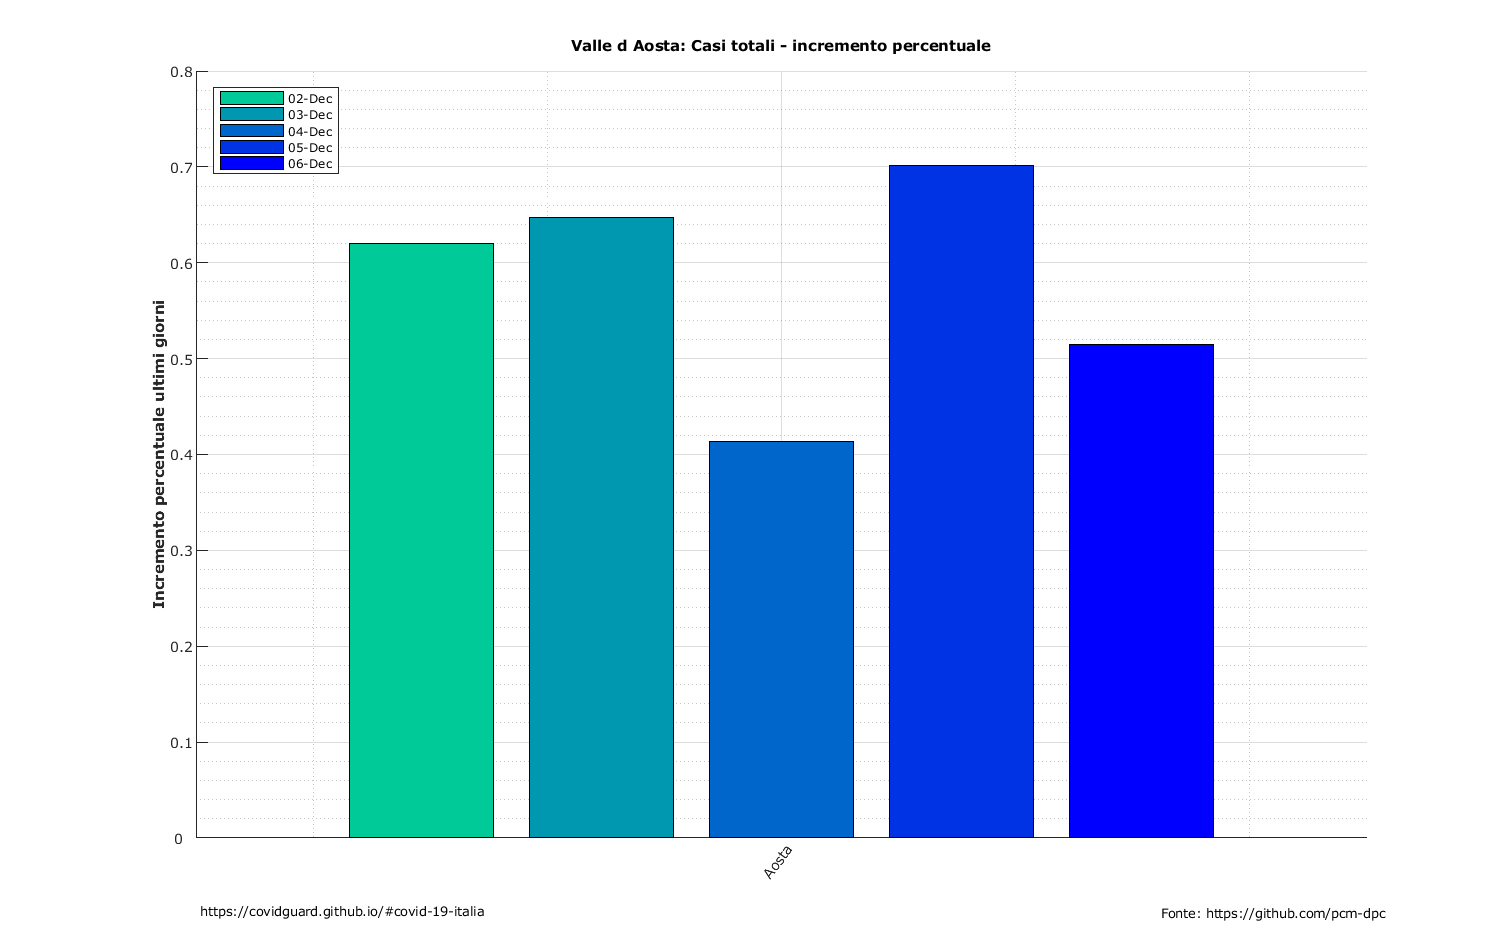 Valle d Aosta: Casi totali - incremento percentuale
0.8
0.7
0.6
0.5
0.4
0.3
0.2
0.1
0
Incremento percentuale ultimi giorni
02-Dec
03-Dec
04-Dec
05-Dec
06-Dec
Aosta
https://covidguard.github.io/#covid-19-italia
Fonte: https://github.com/pcm-dpc